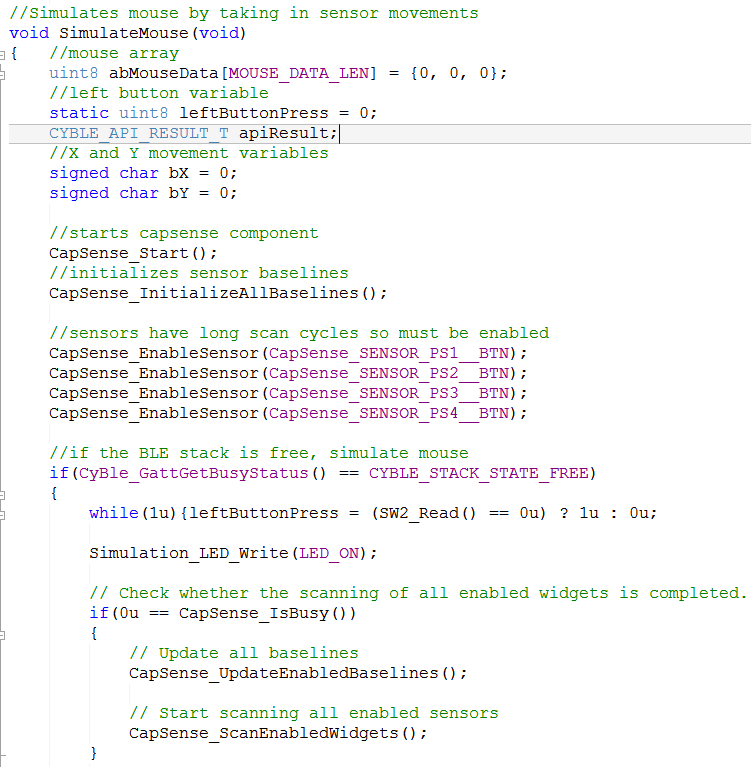 //Simulates mouse by taking in sensor movements
void SimulateMouse(void)
{   //mouse array
    uint8 abMouseData[MOUSE_DATA_LEN] = {0, 0, 0};
    //left button variable
    static uint8 leftButtonPress = 0;
    CYBLE_API_RESULT_T apiResult;
    //X and Y movement variables
    signed char bX = 0;
    signed char bY = 0;

    //starts capsense component
    CapSense_Start();
    //initializes sensor baselines
    CapSense_InitializeAllBaselines();

    //sensors have long scan cycles so must be enabled
    CapSense_EnableSensor(CapSense_SENSOR_PS1__BTN);
    CapSense_EnableSensor(CapSense_SENSOR_PS2__BTN);
    CapSense_EnableSensor(CapSense_SENSOR_PS3__BTN);
    CapSense_EnableSensor(CapSense_SENSOR_PS4__BTN);

    //if the BLE stack is free, simulate mouse
    if(CyBle_GattGetBusyStatus() == CYBLE_STACK_STATE_FREE)
    {
        while(1u){leftButtonPress = (SW2_Read() == 0u) ? 1u : 0u;

        Simulation_LED_Write(LED_ON);

        // Check whether the scanning of all enabled widgets is completed.
        if(0u == CapSense_IsBusy())
        {
            // Update all baselines
            CapSense_UpdateEnabledBaselines();

            // Start scanning all enabled sensors
            CapSense_ScanEnabledWidgets();
        }